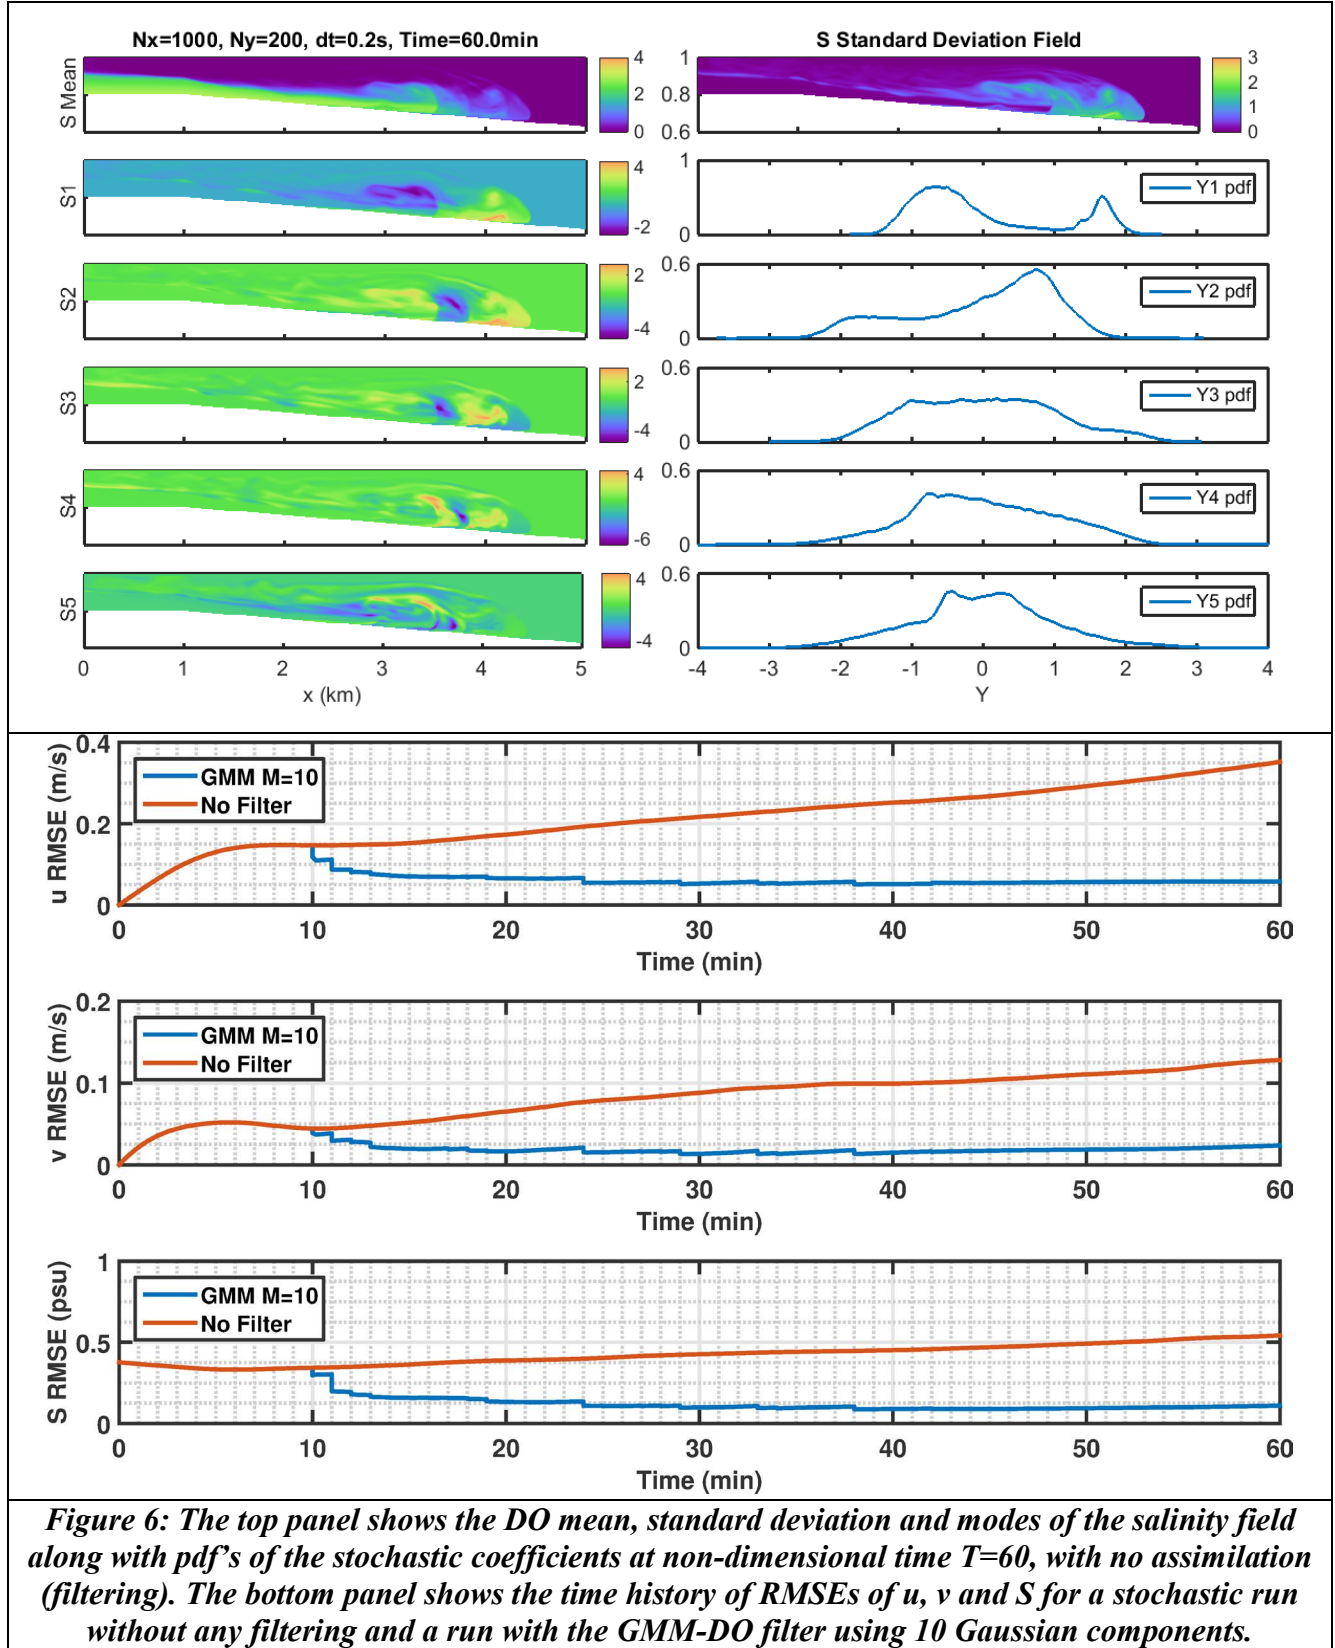 Nx=1000, Ny=200, dt=0.2s, Time=60.0min
S Standard Deviation Field
S Mean
4
2
0
1
0.8
0.6
3
2
1
0
S1
4
-2
1
0
Y1 pdf
S2
2
-4
0.6
0
Y2 pdf
S3
2
-4
0.6
0
Y3 pdf
S4
4
-6
0.6
0
Y4 pdf
S5
4
-4
0.6
0
Y5 pdf
0 1 2 3 4 5
x (km)
-4 -3 -2 -1 0 1 2 3 4
Y
u RMSE (m/s)
0.4
0.2
0
GMM M=10
No Filter
0 10 20 30 40 50 60
Time (min)
v RMSE (m/s)
0.2
0.1
0
GMM M=10
No Filter
0 10 20 30 40 50 60
Time (min)
S RMSE (psu)
1
0.5
0
GMM M=10
No Filter
0 10 20 30 40 50 60
Time (min)
Figure 6: The top panel shows the DO mean, standard deviation and modes of the salinity field
along with pdf's of the stochastic coefficients at non-dimensional time T=60, with no assimilation
(filtering). The bottom panel shows the time history of RMSEs of u, v and S for a stochastic run
without any filtering and a run with the GMM-DO filter using 10 Gaussian components.